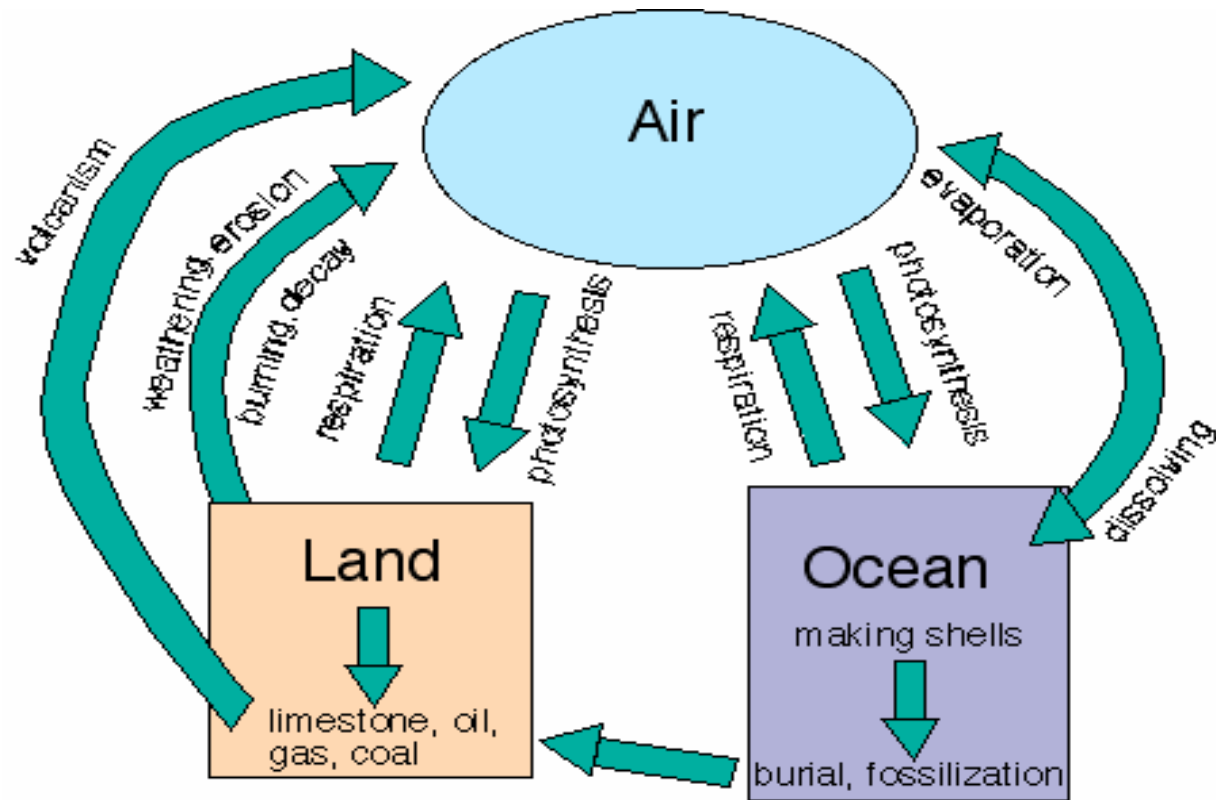 Air
volcanism
weathering, erosion
burning, decay
respiration
photosynthesis
respiration
photosynthesis
evaporation
dissolving
Land
limestone, oil,
gas, coal
Ocean
making shells
burial, fossilization